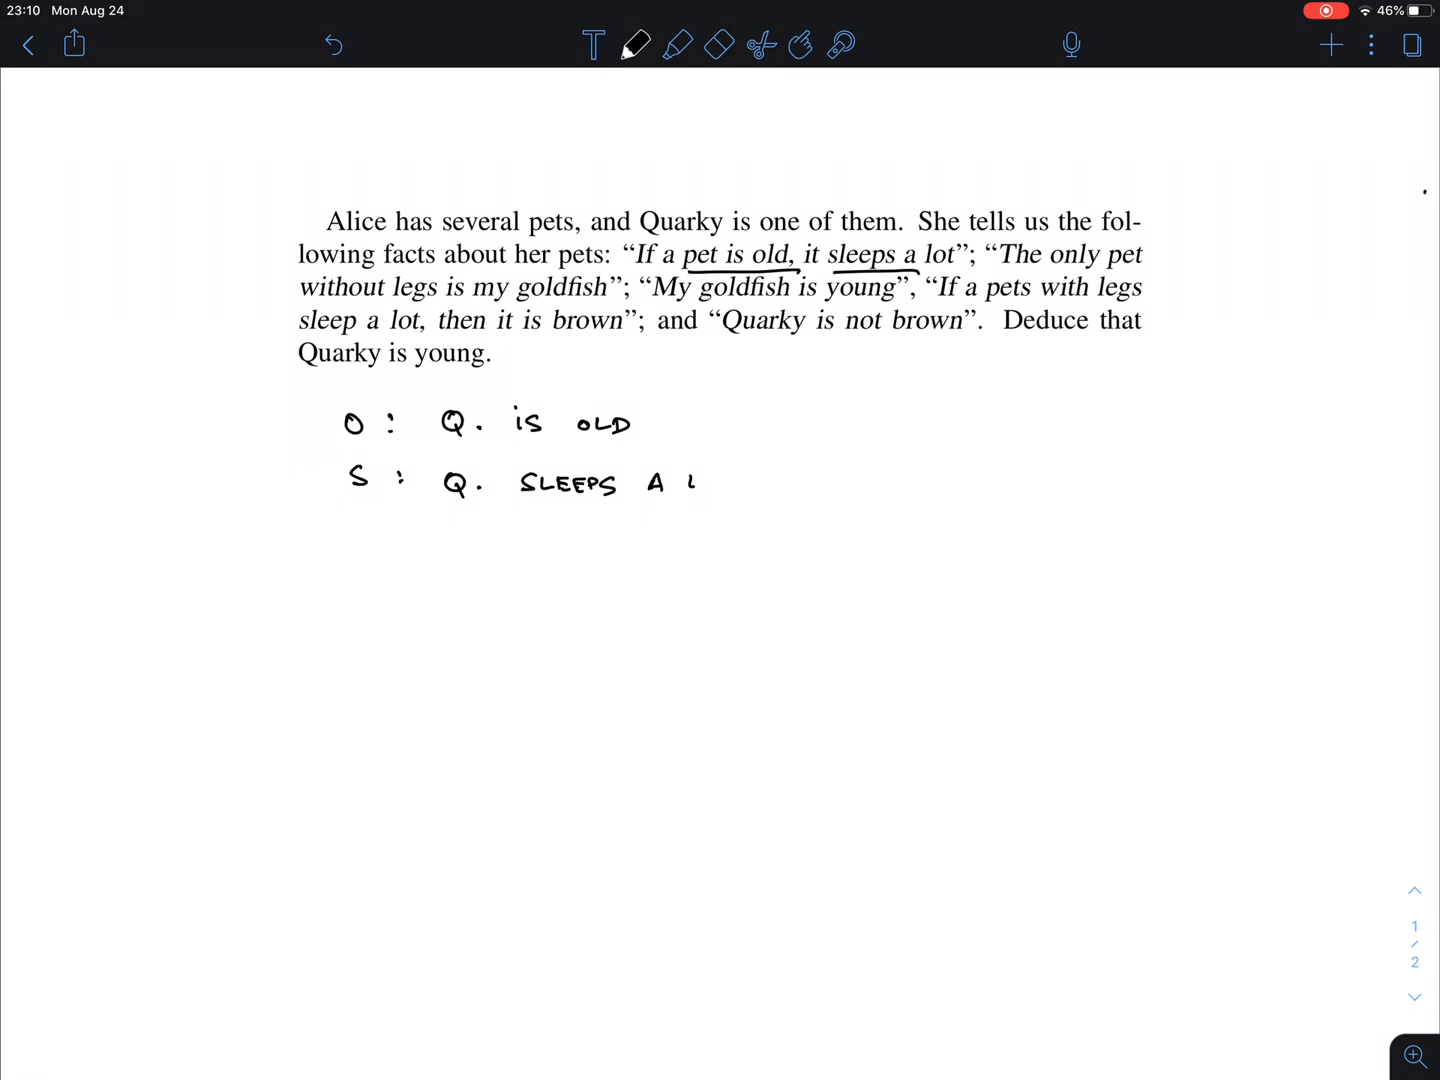 23:10 Mon Aug 24
46%
T
Alice has several pets, and Quarky is one of them. She tells us the fol-
lowing facts about her pets: “If a pet is old, it sleeps a lot”; “The only pet
without legs is my goldfish”; “My goldfish is young”, “If a pets with legs
sleep a lot, then it is brown”; and “Quarky is not brown”. Deduce that
Quarky is young.
O : Q. is OLD
S : Q. SLEEPS A
1
/
2